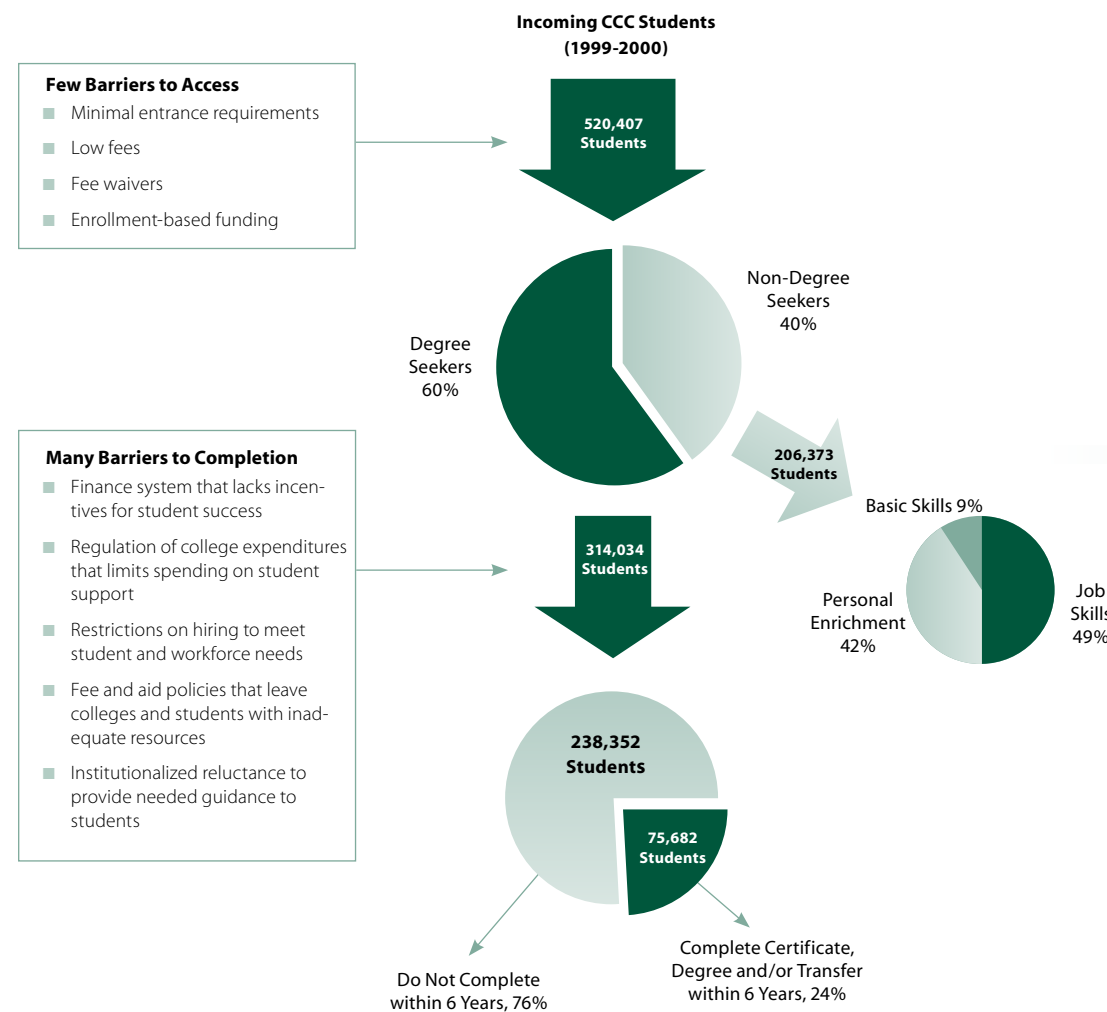 Incoming CCC Students
(1999-2000)
Few Barriers to Access
Minimal entrance requirements
Low fees
Fee waivers
Enrollment-based funding
520,407
Students
Non-Degree
Seekers
40%
Degree
Seekers
60%
206,373
Students
Many Barriers to Completion
Finance system that lacks incen-
tives for student success
Regulation of college expenditures
that limits spending on student
support
Restrictions on hiring to meet
student and workforce needs
Fee and aid policies that leave
colleges and students with inad-
equate resources
Institutionalized reluctance to
provide needed guidance to
students
314,034
Students
Basic Skills 9%
Personal
Enrichment
42%
Job
Skills
49%
238,352
Students
75,682
Students
Do Not Complete
within 6 Years, 76%
Complete Certificate,
Degree and/or Transfer
within 6 Years, 24%